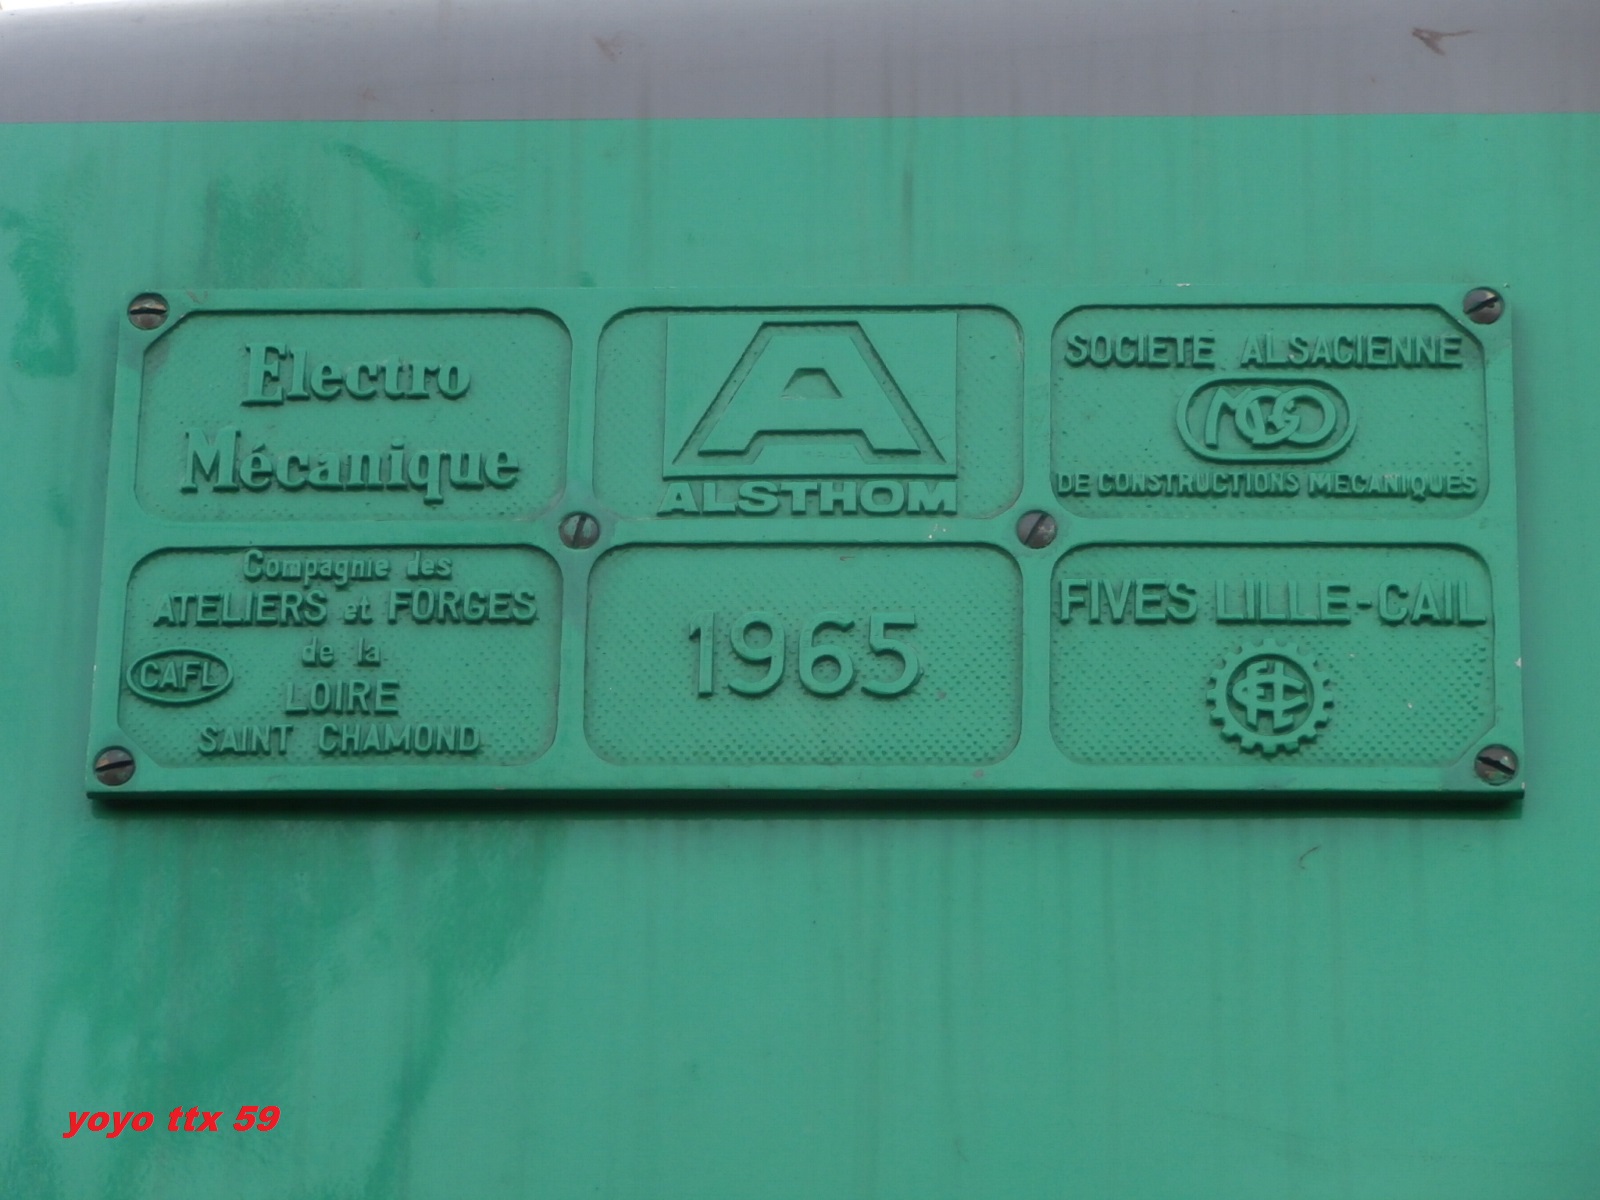 Electro
Mécanique
A
ALSTHOM
SOCIETE ALSACIENNE
MGO
DE CONSTRUCTIONS MECANIQUES
Compagnie des
ATELIERS et FORGES
de la
CAFL
LOIRE
SAINT CHAMOND
1965
FIVES LILLE-CAIL
yoyo ttx 59